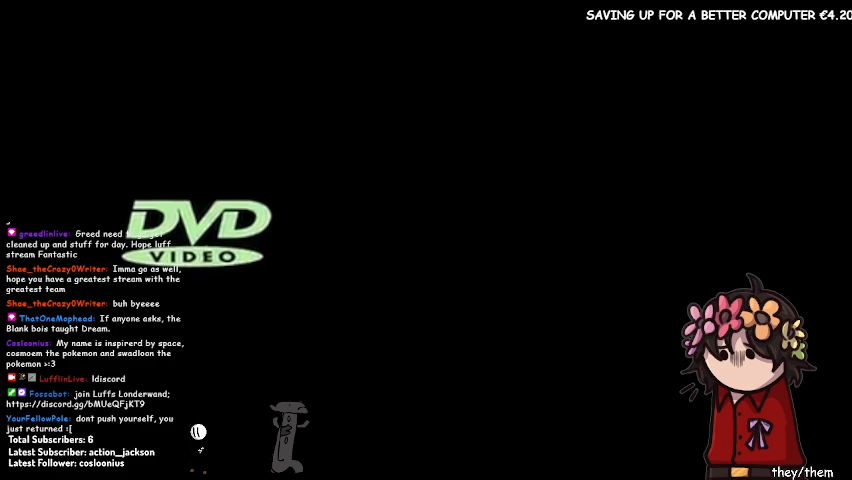 SAVING UP FOR A BETTER COMPUTER €4.20
DVD
VIDEO
greedlinlive: Greed need
cleaned up and stuff for day. Hope luff
stream Fantastic
Shae_theCrazy0Writer: Imma go as well,
hope you have a greatest stream with the
greatest team
Shae_theCrazy0Writer: buh byeeee
ThatOneMophead: If anyone asks, the
Blank bois taught Dream.
Cosloonius: My name is inspirerd by space,
cosmoem the pokemon and swadloon the
pokemon >:3
LufflinLive: !discord
Fossabot: join Luffs Londerwand;
https://discord.gg/bMUeQFjKT9
YourFellowPole: dont push yourself, you
just returned :[
Total Subscribers: 6
Latest Subscriber: action_jackson
Latest Follower: cosloonius
they/them